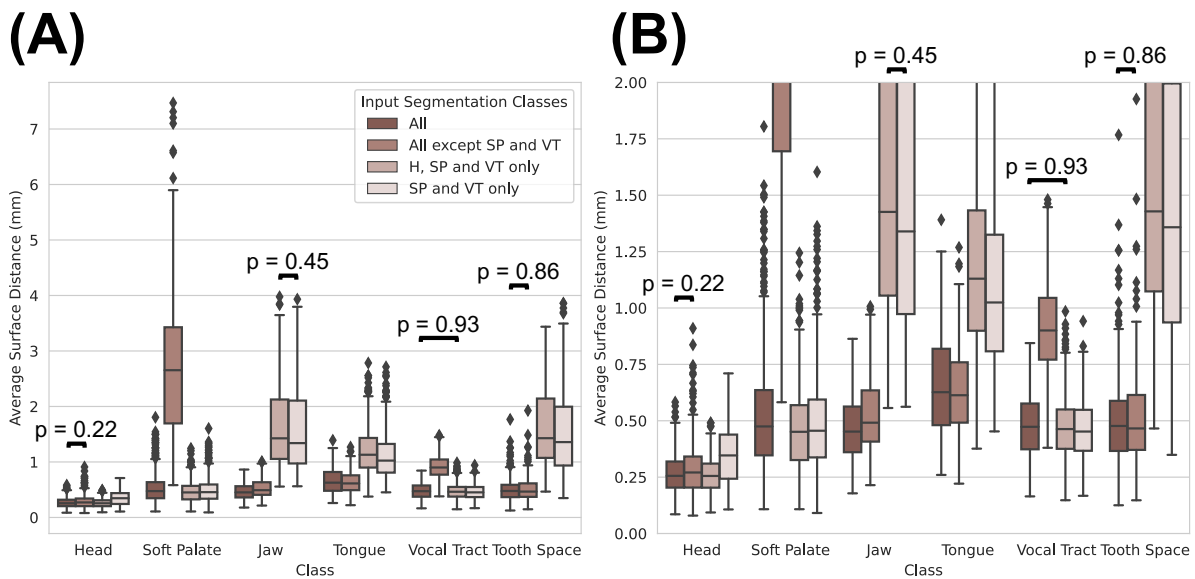 (A)
Average Surface Distance (mm)
7
6
5
4
3
2
1
0
Input Segmentation Classes
All
All except SP and VT
H, SP and VT only
SP and VT only
p = 0.22
p = 0.45
p = 0.93
p = 0.86
Head
Soft Palate
Jaw
Tongue
Vocal Tract
Tooth Space
Class
(B)
Average Surface Distance (mm)
2.00
1.75
1.50
1.25
1.00
0.75
0.50
0.25
0.00
p = 0.22
p = 0.45
p = 0.93
p = 0.86
Head
Soft Palate
Jaw
Tongue
Vocal Tract
Tooth Space
Class